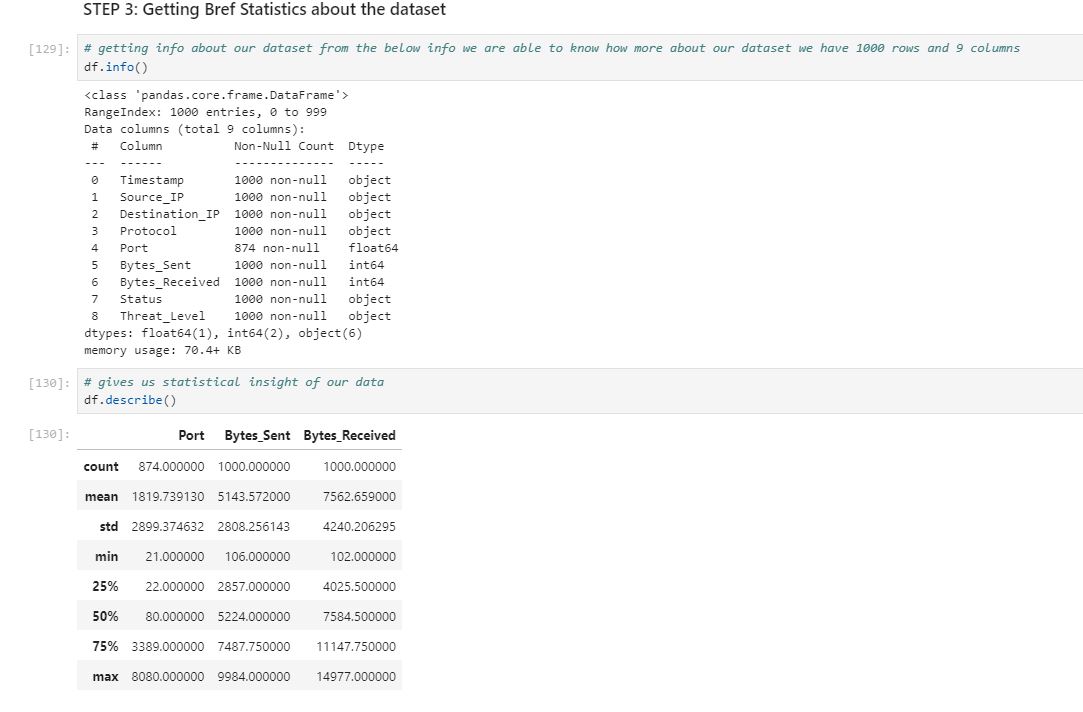 STEP 3: Getting Bref Statistics about the dataset
[129]: # getting info about our dataset from the below info we are able to know how more about our dataset we have 1000 rows and 9 columns
df.info()
<class 'pandas.core.frame.DataFrame'>
RangeIndex: 1000 entries, 0 to 999
Data columns (total 9 columns):
 #   Column          Non-Null Count  Dtype
---  ------          --------------  -----
 0   Timestamp       1000 non-null   object
 1   Source_IP       1000 non-null   object
 2   Destination_IP  1000 non-null   object
 3   Protocol        1000 non-null   object
 4   Port            874 non-null    float64
 5   Bytes_Sent      1000 non-null   int64
 6   Bytes_Received  1000 non-null   int64
 7   Status          1000 non-null   object
 8   Threat_Level    1000 non-null   object
dtypes: float64(1), int64(2), object(6)
memory usage: 70.4+ KB
[130]: # gives us statistical insight of our data
df.describe()
[130]: Port Bytes_Sent Bytes_Received
count 874.000000 1000.000000 1000.000000
mean 1819.739130 5143.572000 7562.659000
std 2899.374632 2808.256143 4240.206295
min 21.000000 106.000000 102.000000
25% 22.000000 2857.000000 4025.500000
50% 80.000000 5224.000000 7584.500000
75% 3389.000000 7487.750000 11147.750000
max 8080.000000 9984.000000 14977.000000